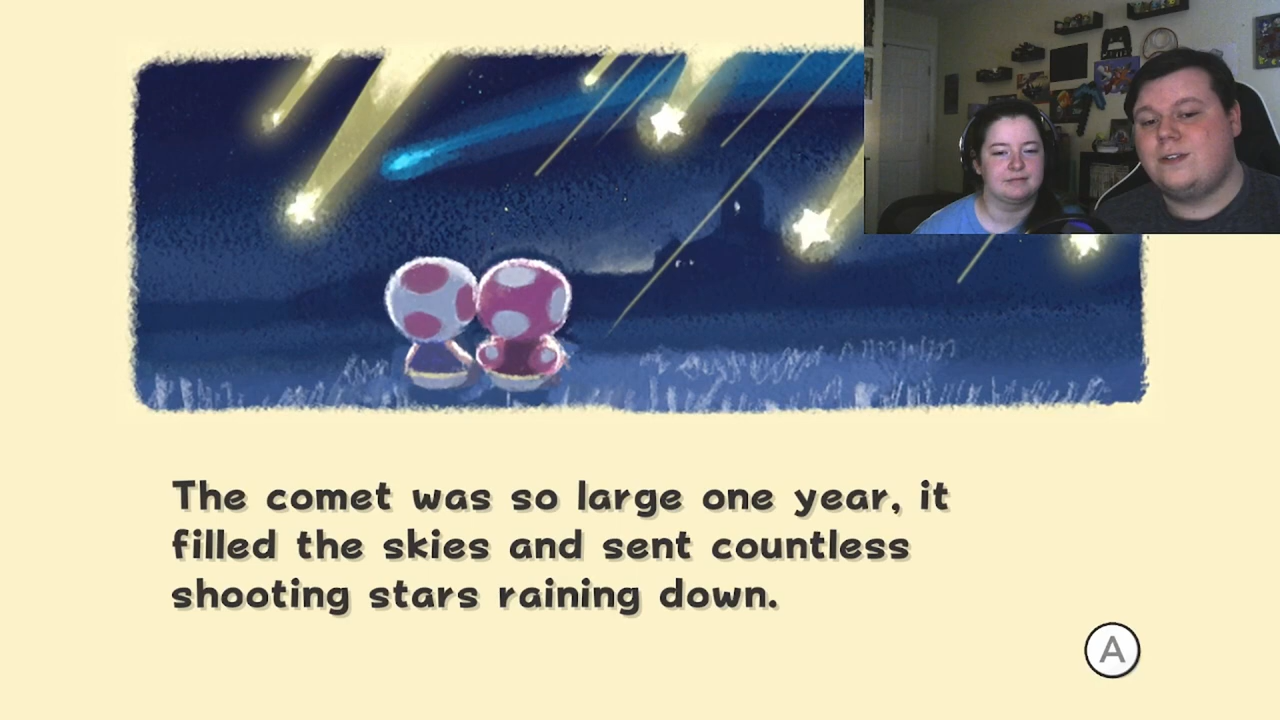 The comet was so large one year, it
filled the skies and sent countless
shooting stars raining down.
A